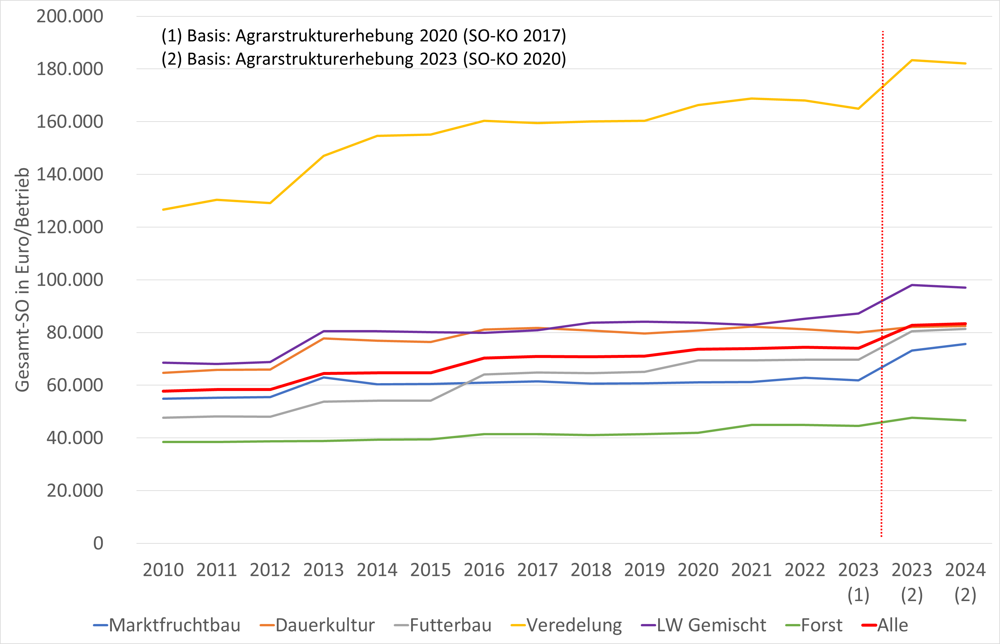 200.000
(1) Basis: Agrarstrukturerhebung 2020 (SO-KO 2017)
(2) Basis: Agrarstrukturerhebung 2023 (SO-KO 2020)
180.000
160.000
140.000
120.000
100.000
80.000
60.000
40.000
20.000
0
Gesamt-SO in Euro/Betrieb
2010 2011 2012 2013 2014 2015 2016 2017 2018 2019 2020 2021 2022 2023 2023 2024
(1) (2) (2)
Marktfruchtbau Dauerkultur Futterbau Veredelung LW Gemischt Forst Alle